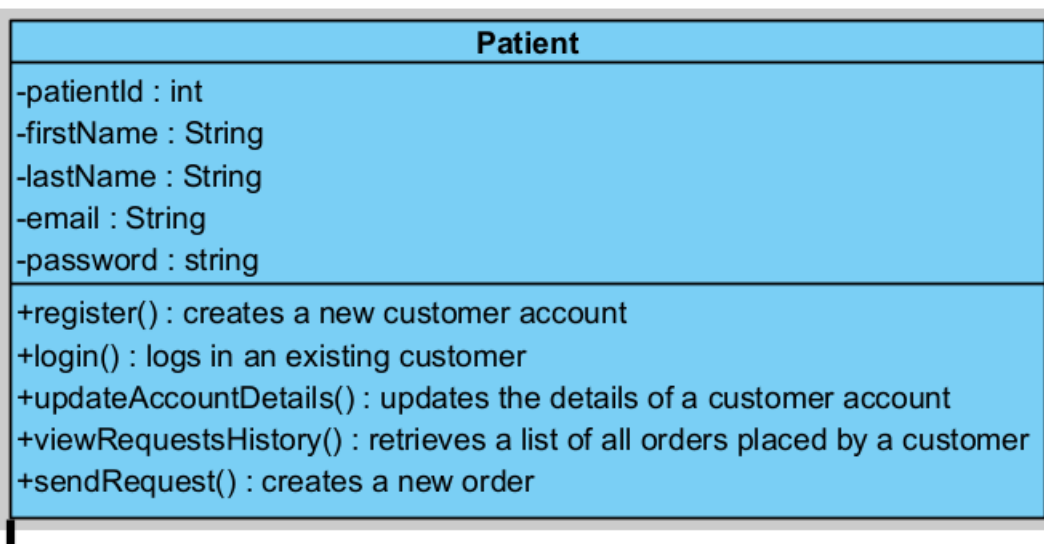 Patient
-patientId : int
-firstName : String
-lastName : String
-email : String
-password : string
+register() : creates a new customer account
+login() : logs in an existing customer
+updateAccountDetails() : updates the details of a customer account
+viewRequestsHistory() : retrieves a list of all orders placed by a customer
+sendRequest() : creates a new order